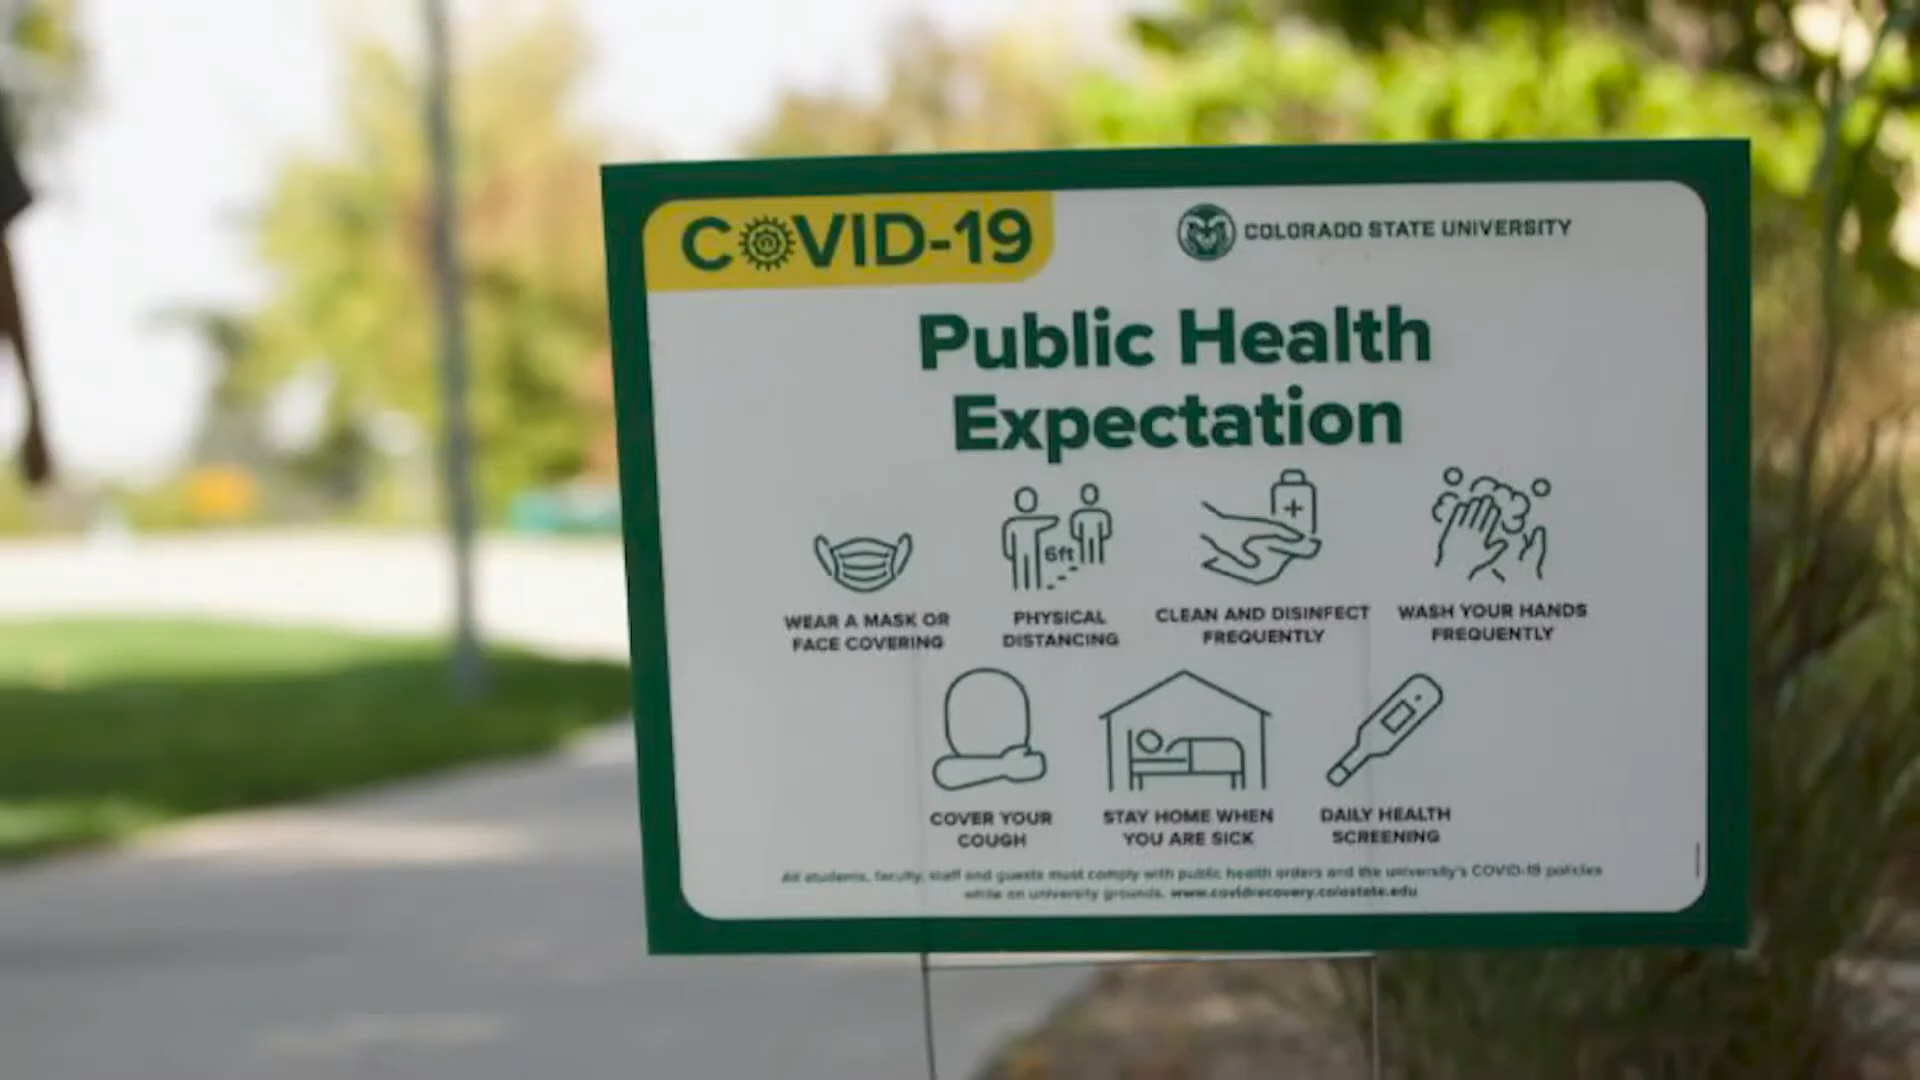 COVID-19
COLORADO STATE UNIVERSITY
Public Health
Expectation
6ft
WEAR A MASK OR
FACE COVERING
PHYSICAL
DISTANCING
CLEAN AND DISINFECT
FREQUENTLY
WASH YOUR HANDS
FREQUENTLY
COVER YOUR
COUGH
STAY HOME WHEN
YOU ARE SICK
DAILY HEALTH
SCREENING
All students, faculty, staff and guests must comply with public health orders and the university's COVID-19 policies
while on university grounds. www.covidrecovery.colostate.edu